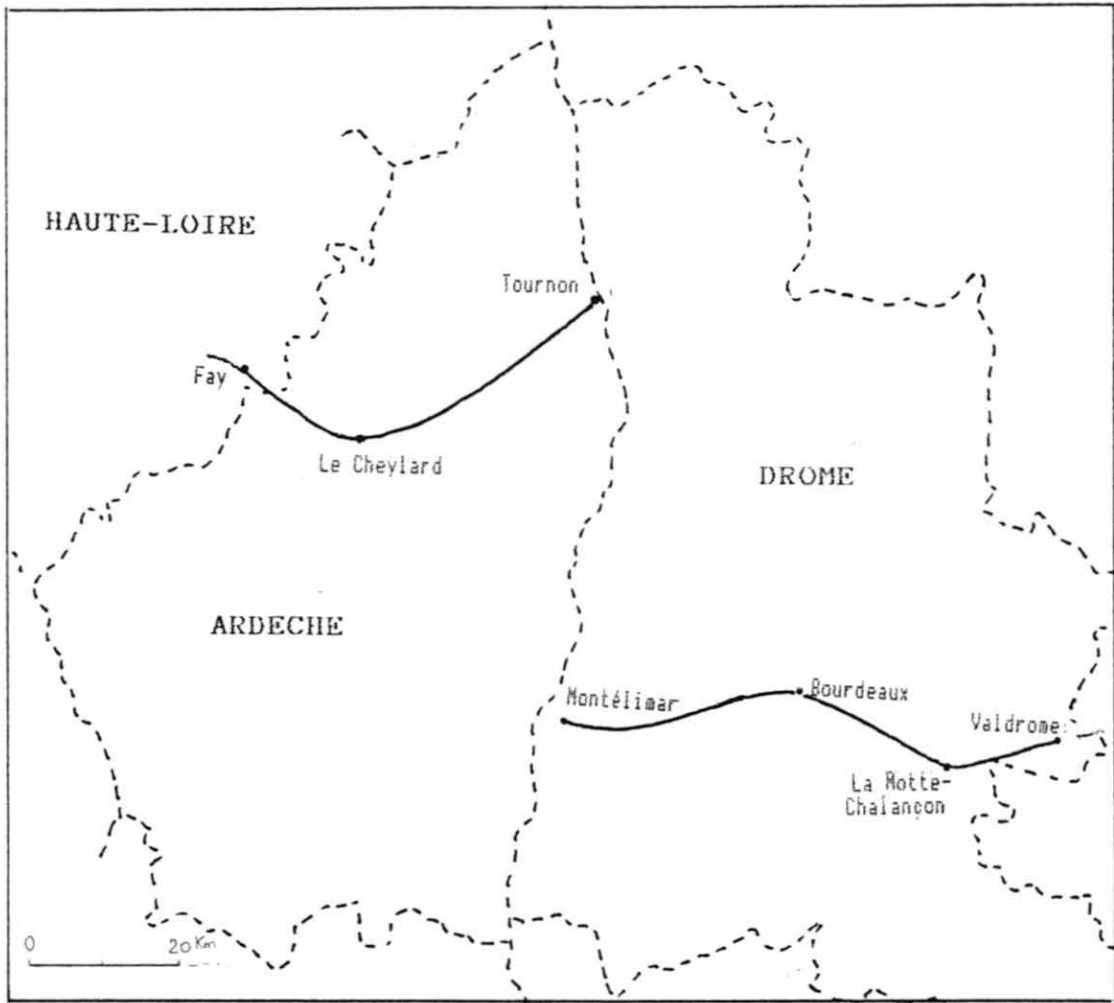 HAUTE-LOIRE
Tournon
Fay
Le Cheylard
DROME
ARDECHE
Montélimar
Bourdeaux
Valdrome
La Motte-
Chalançon
0 20 Km